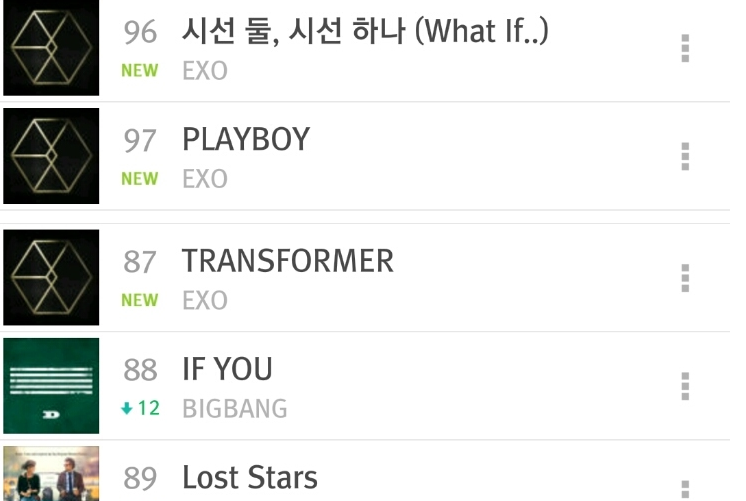 96 시선 둘, 시선 하나 (What If..)
NEW EXO
97 PLAYBOY
NEW EXO
87 TRANSFORMER
NEW EXO
88 IF YOU
12 BIGBANG
89 Lost Stars